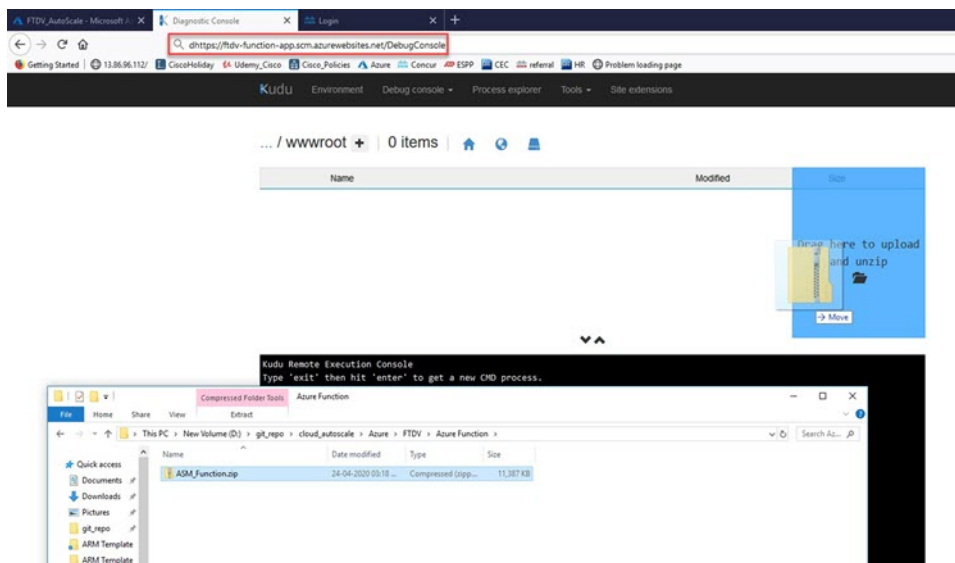 FTDV_AutoScale - Microsoft A
Diagnostic Console
Login
dhttps://ftdv-function-app.scm.azurewebsites.net/DebugConsole
Getting Started
13.86.96.112/
CiscoHoliday
Udemy_Cisco
Cisco_Policies
Azure
Concur
ESPP
CEC
referral
HR
Problem loading page
Kudu Environment Debug console Process explorer Tools Site extensions
... / wwwroot + | 0 items
Name Modified Size
Drag here to upload
and unzip
Move
Kudu Remote Execution Console
Type 'exit' then hit 'enter' to get a new CMD process.
Compressed Folder Tools Azure Function
File Home Share View Extract
This PC > New Volume (D:) > git_repo > cloud_autoscale > Azure > FTDV > Azure Function >
Search Az...
Name Date modified Type Size
Quick access
ASM_Function.zip 24-04-2020 03:18 ... Compressed (zipp... 11,387 KB
Documents
Downloads
Pictures
git_repo
ARM Template
ARM Template